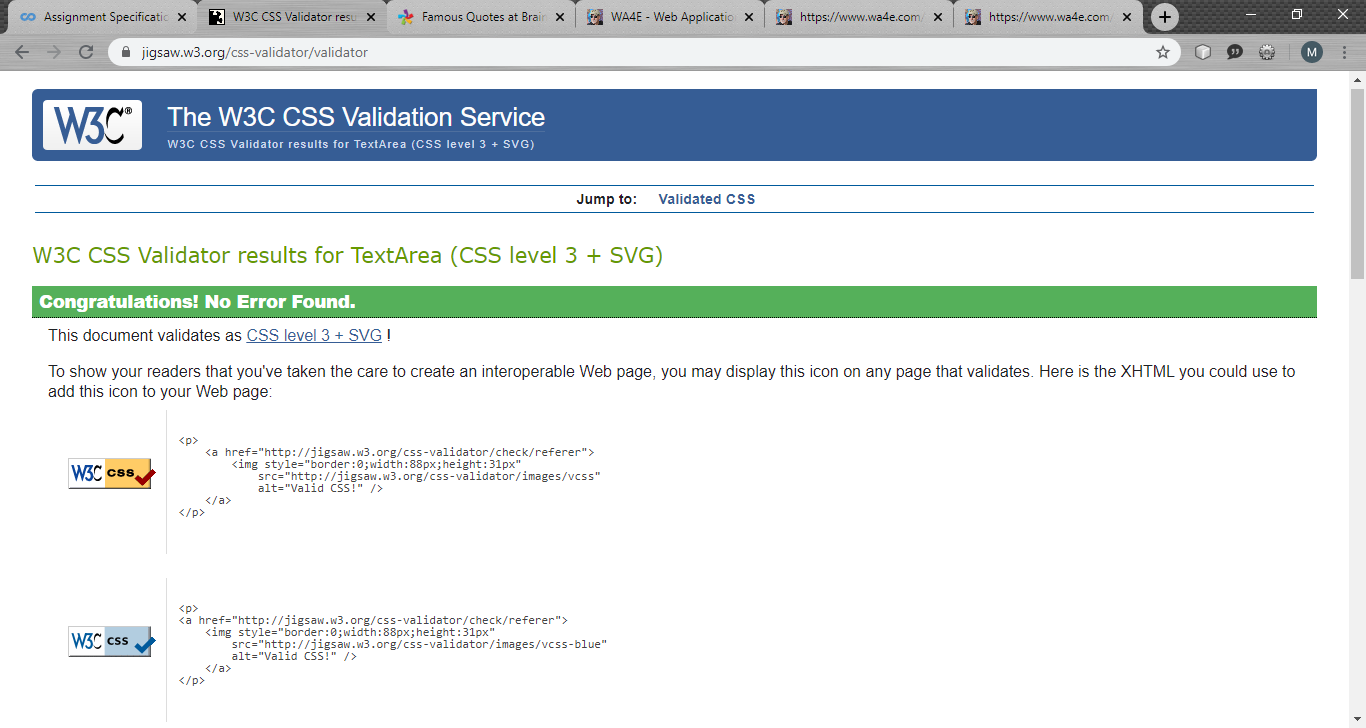 Assignment Specificatio
W3C CSS Validator resu
Famous Quotes at Brain
WA4E - Web Applicatio
https://www.wa4e.com/
https://www.wa4e.com/
jigsaw.w3.org/css-validator/validator
M
W3C®
The W3C CSS Validation Service
W3C CSS Validator results for TextArea (CSS level 3 + SVG)
Jump to: Validated CSS
W3C CSS Validator results for TextArea (CSS level 3 + SVG)
Congratulations! No Error Found.
This document validates as CSS level 3 + SVG !
To show your readers that you've taken the care to create an interoperable Web page, you may display this icon on any page that validates. Here is the XHTML you could use to
add this icon to your Web page:
W3C CSS
<p>
<a href="http://jigsaw.w3.org/css-validator/check/referer">
<img style="border:0;width:88px;height:31px"
src="http://jigsaw.w3.org/css-validator/images/vcss"
alt="Valid CSS!" />
</a>
</p>
W3C CSS
<p>
<a href="http://jigsaw.w3.org/css-validator/check/referer">
<img style="border:0;width:88px;height:31px"
src="http://jigsaw.w3.org/css-validator/images/vcss-blue"
alt="Valid CSS!" />
</a>
</p>